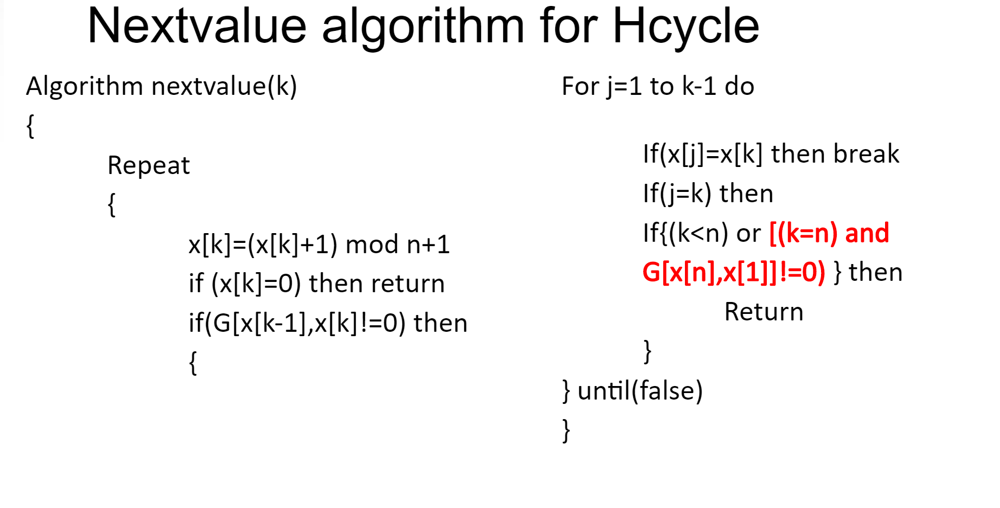 Nextvalue algorithm for Hcycle
Algorithm nextvalue(k)
{
Repeat
{
x[k]=(x[k]+1) mod n+1
if (x[k]=0) then return
if(G[x[k-1],x[k]!=0) then
{
For j=1 to k-1 do
If(x[j]=x[k] then break
If(j=k) then
If{(k<n) or [(k=n) and
G[x[n],x[1]]!=0) } then
Return
}
} until(false)
}